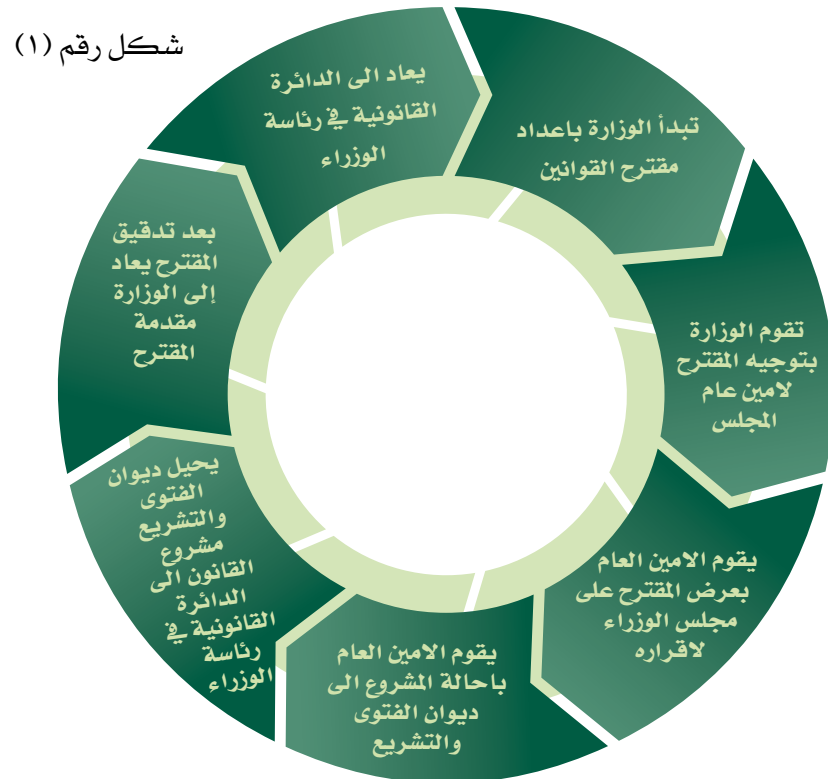 شكل رقم (١)
تبدأ الوزارة باعداد
مقترح القوانين
تقوم الوزارة
بتوجيه المقترح
لامين عام
المجلس
يقوم الامين العام
بعرض المقترح على
مجلس الوزراء
لاقراره
يقوم الامين العام
باحالة المشروع الى
ديوان الفتوى
والتشريع
يحيل ديوان
الفتوى
والتشريع
مشروع
القانون الى
الدائرة
القانونية في
رئاسة
الوزراء
بعد تدقيق
المقترح يعاد
إلى الوزارة
مقدمة
المقترح
يعاد الى الدائرة
القانونية في رئاسة
الوزراء